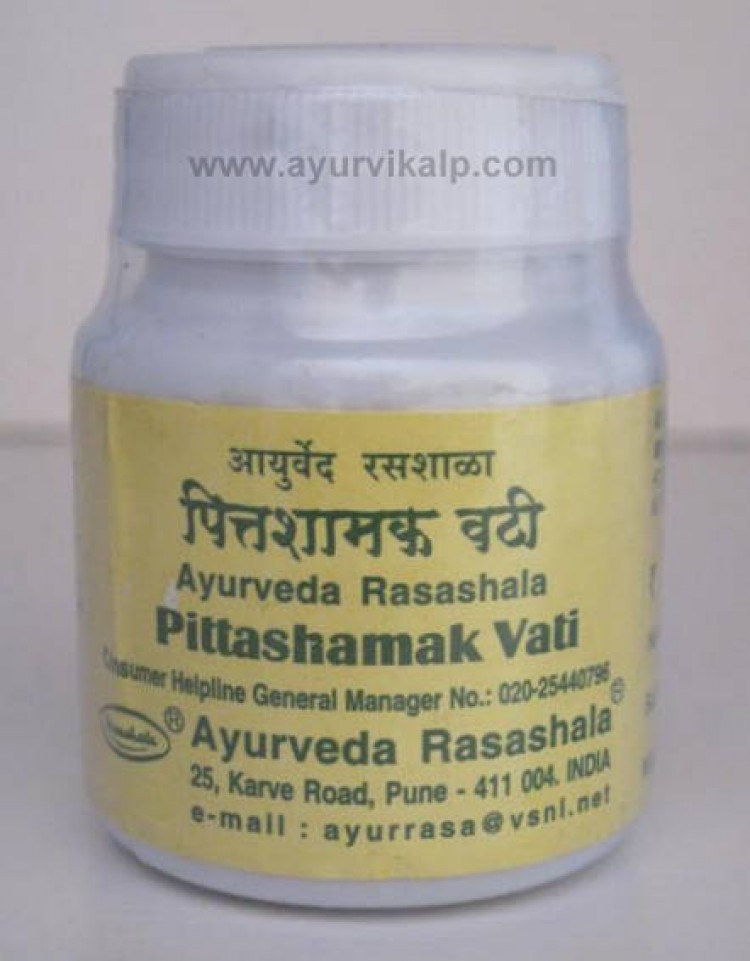 www.ayurvikalp.com
आयुर्वेद रसशाळा
पित्तशामक वटी
Ayurveda Rasashala
Pittashamak Vati
Consumer Helpline General Manager No.: 020-25440796
® Ayurveda Rasashala ®
25, Karve Road, Pune - 411 004. INDIA
e-mail : ayurrasa@vsnl.net